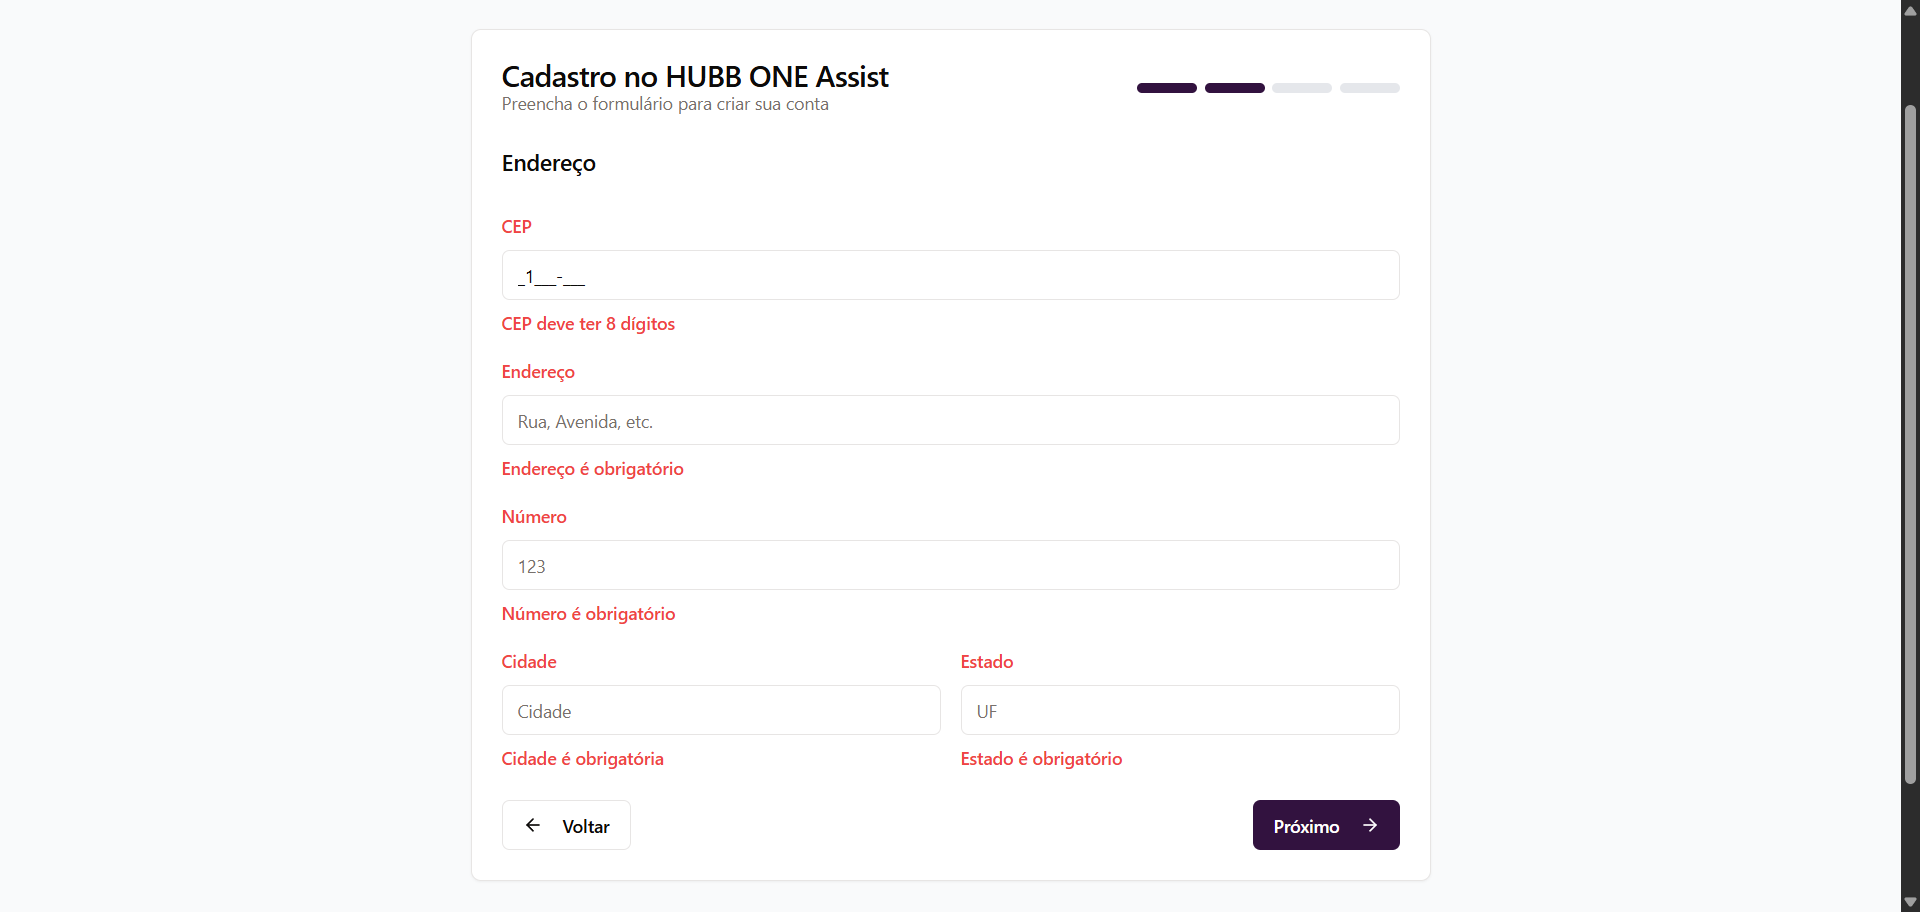 Cadastro no HUBB ONE Assist
Preencha o formulário para criar sua conta
Endereço
CEP
_1___-___
CEP deve ter 8 dígitos
Endereço
Rua, Avenida, etc.
Endereço é obrigatório
Número
123
Número é obrigatório
Cidade
Estado
Cidade
UF
Cidade é obrigatória
Estado é obrigatório
Voltar
Próximo